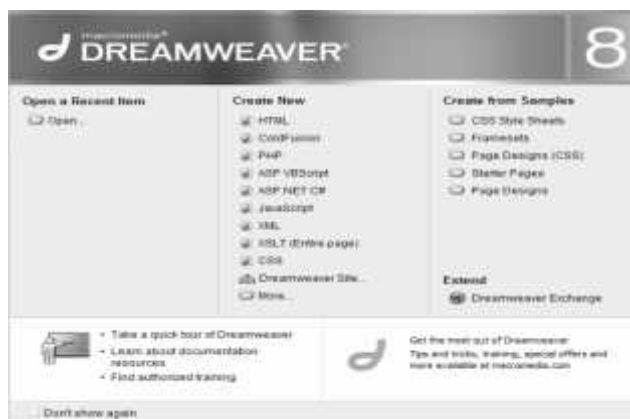 macromedia®
DREAMWEAVER®
8
Open a Recent Item
Open...
Create New
HTML
ColdFusion
PHP
ASP VBScript
ASP.NET C#
JavaScript
XML
XSLT (Entire page)
CSS
Dreamweaver Site...
More...
Create from Samples
CSS Style Sheets
Framesets
Page Designs (CSS)
Starter Pages
Page Designs
Extend
Dreamweaver Exchange
• Take a quick tour of Dreamweaver
• Learn about documentation
resources
• Find authorized training
Get the most out of Dreamweaver
Tips and tricks, training, special offers and
more available at macromedia.com
Don't show again